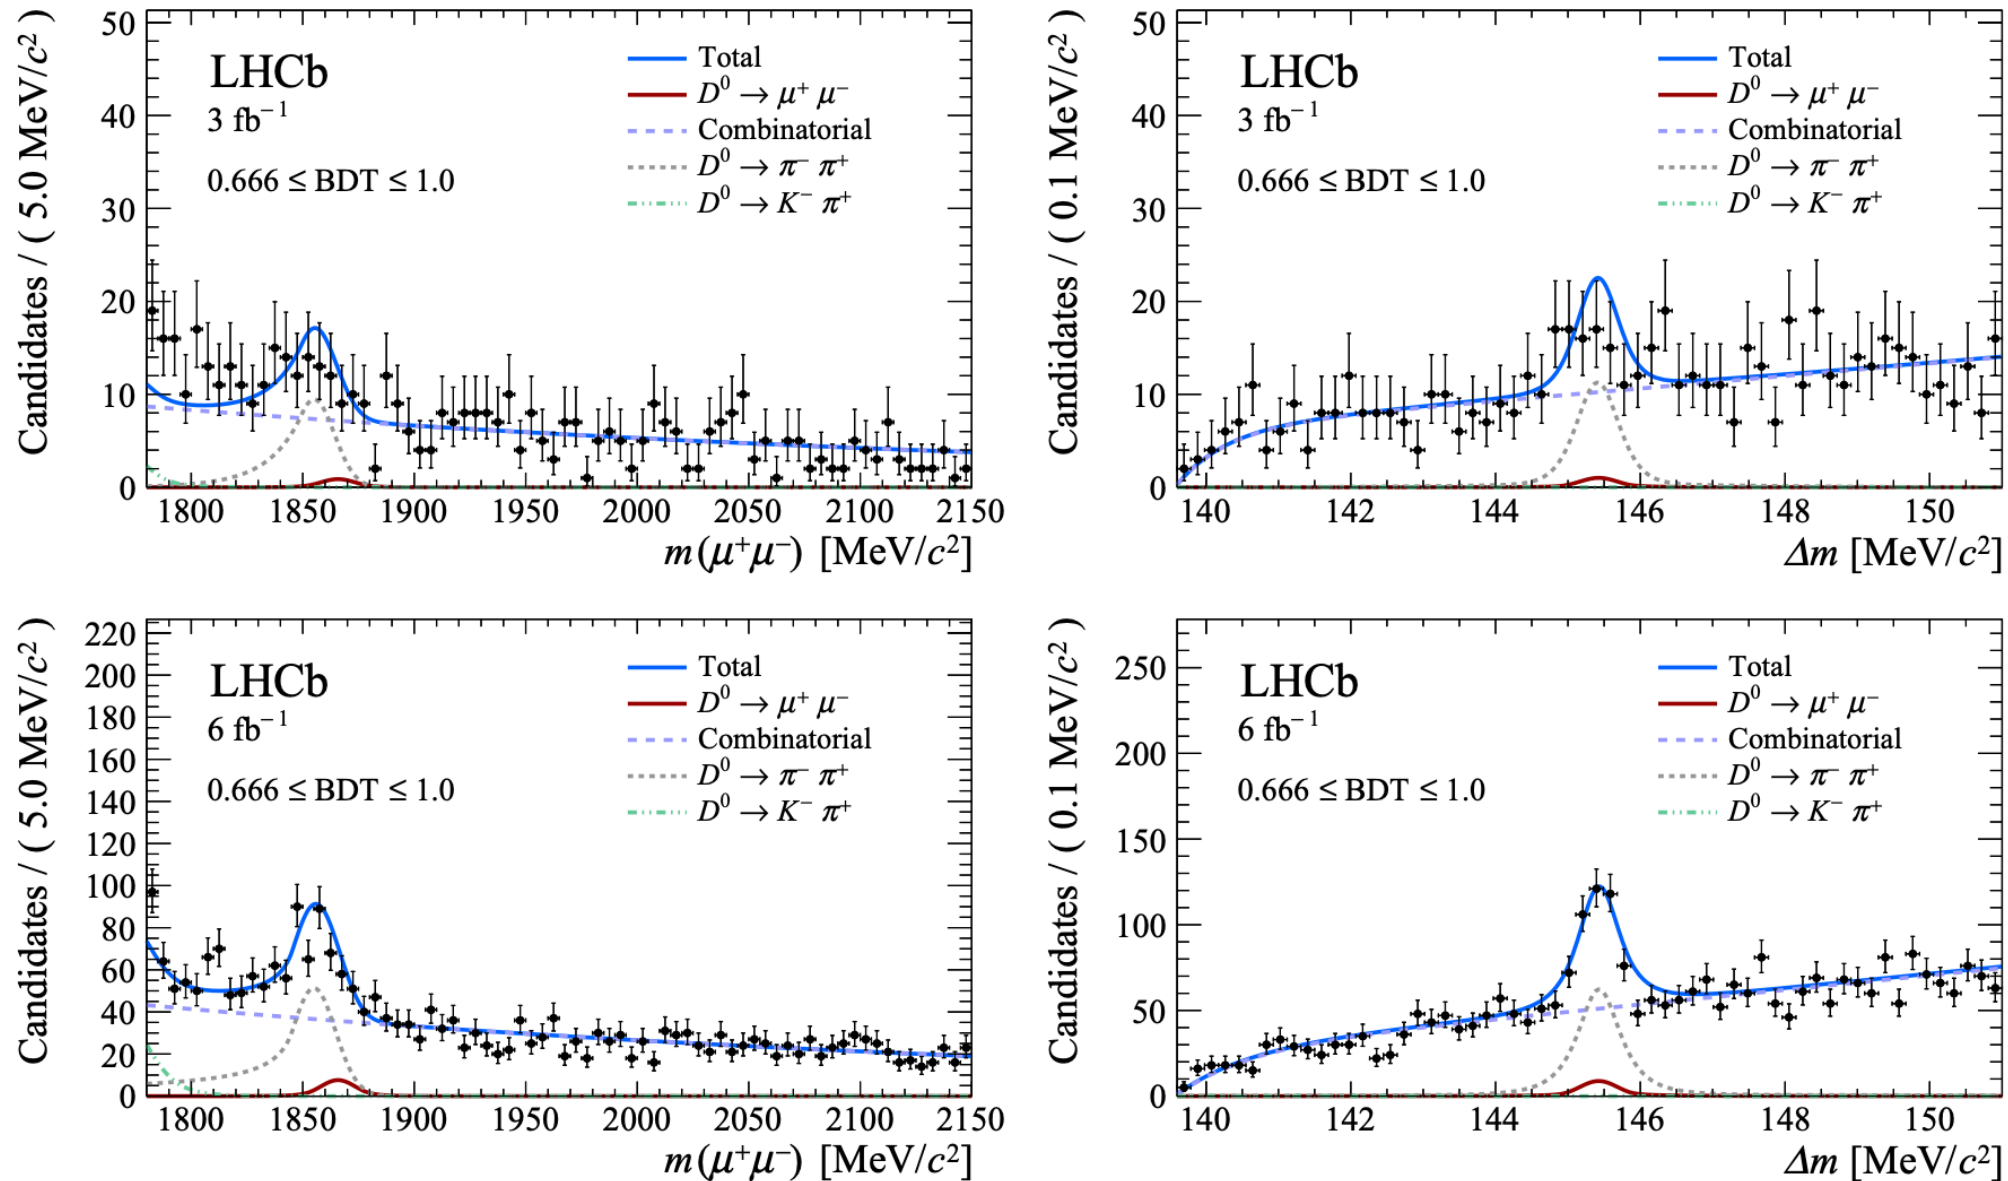 Candidates / ( 5.0 MeV/c²)
50
40
30
20
10
0
LHCb
3 fb⁻¹
0.666 ≤ BDT ≤ 1.0
Total
D⁰ → μ⁺ μ⁻
Combinatorial
D⁰ → π⁻ π⁺
D⁰ → K⁻ π⁺
1800 1850 1900 1950 2000 2050 2100 2150
m(μ⁺μ⁻) [MeV/c²]
Candidates / ( 0.1 MeV/c²)
50
40
30
20
10
0
LHCb
3 fb⁻¹
0.666 ≤ BDT ≤ 1.0
Total
D⁰ → μ⁺ μ⁻
Combinatorial
D⁰ → π⁻ π⁺
D⁰ → K⁻ π⁺
140 142 144 146 148 150
Δm [MeV/c²]
Candidates / ( 5.0 MeV/c²)
220
200
180
160
140
120
100
80
60
40
20
0
LHCb
6 fb⁻¹
0.666 ≤ BDT ≤ 1.0
Total
D⁰ → μ⁺ μ⁻
Combinatorial
D⁰ → π⁻ π⁺
D⁰ → K⁻ π⁺
1800 1850 1900 1950 2000 2050 2100 2150
m(μ⁺μ⁻) [MeV/c²]
Candidates / ( 0.1 MeV/c²)
250
200
150
100
50
0
LHCb
6 fb⁻¹
0.666 ≤ BDT ≤ 1.0
Total
D⁰ → μ⁺ μ⁻
Combinatorial
D⁰ → π⁻ π⁺
D⁰ → K⁻ π⁺
140 142 144 146 148 150
Δm [MeV/c²]